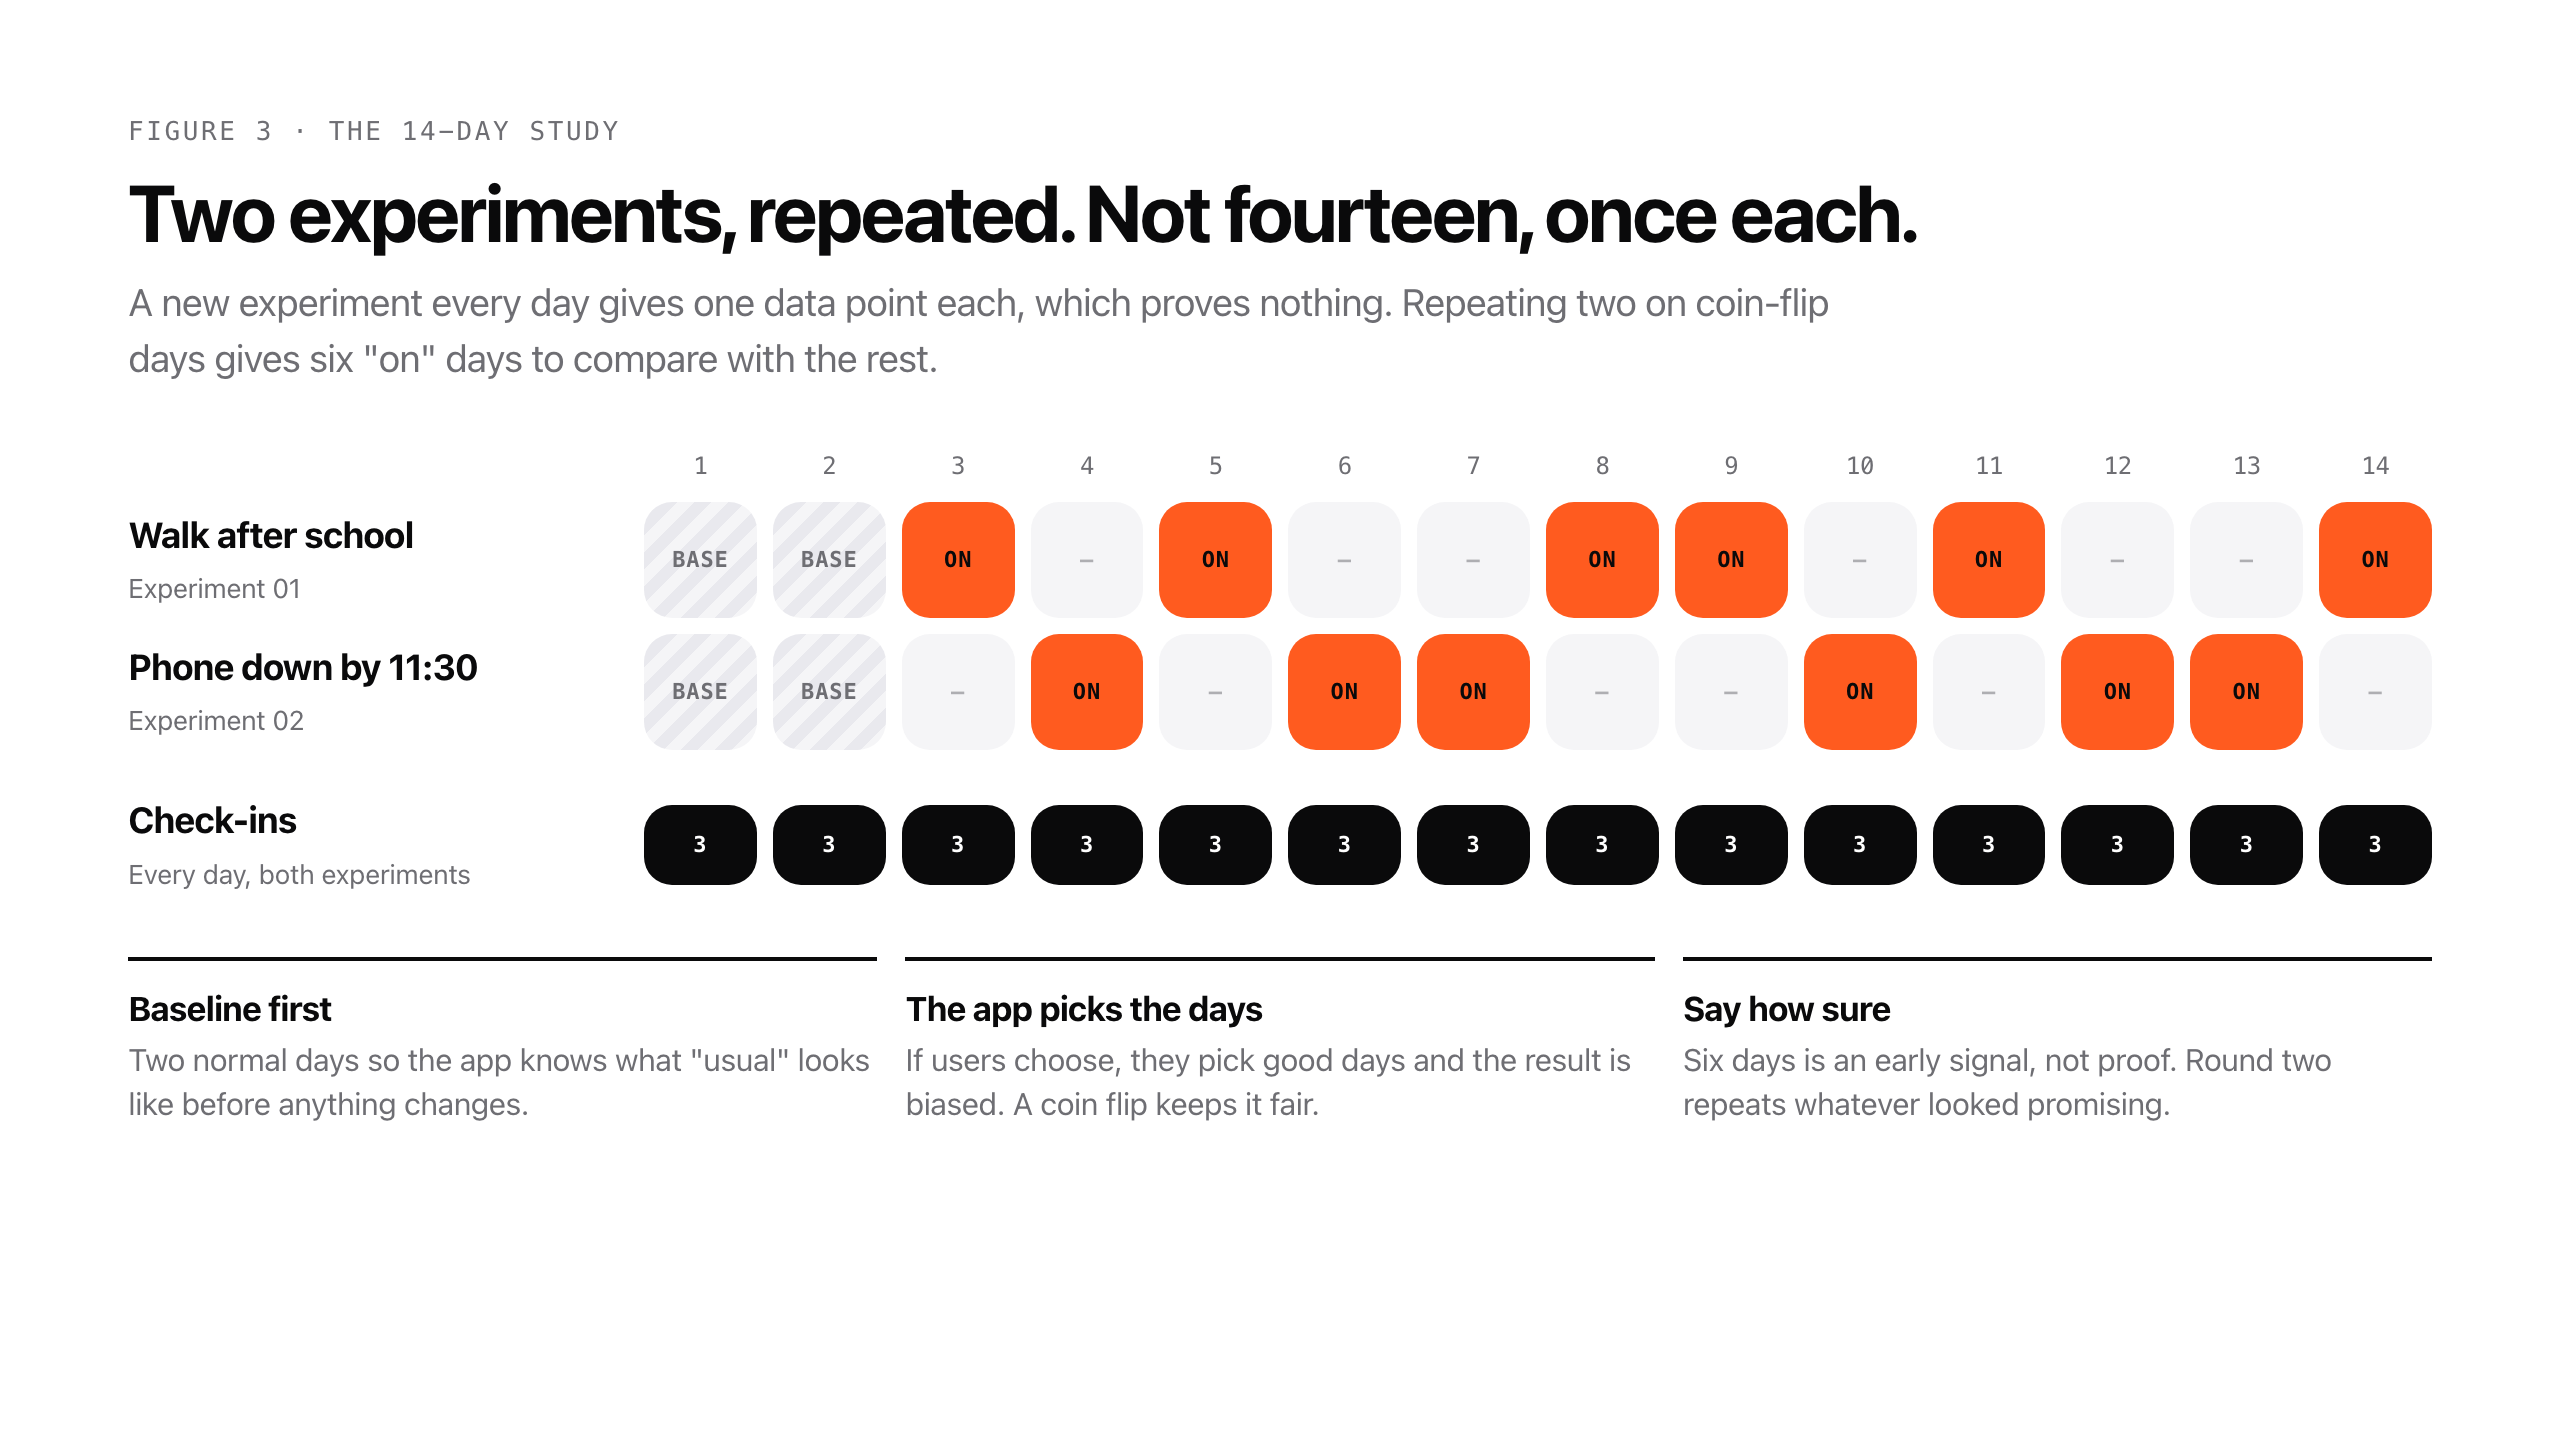 FIGURE 3 · THE 14–DAY STUDY
Two experiments, repeated. Not fourteen, once each.
A new experiment every day gives one data point each, which proves nothing. Repeating two on coin-flip
days gives six "on" days to compare with the rest.
1 2 3 4 5 6 7 8 9 10 11 12 13 14
Walk after school
Experiment 01
BASE BASE ON – ON – – ON ON – ON – – ON
Phone down by 11:30
Experiment 02
BASE BASE – ON – ON ON – – ON – ON ON –
Check-ins
Every day, both experiments
3 3 3 3 3 3 3 3 3 3 3 3 3 3
Baseline first
Two normal days so the app knows what "usual" looks
like before anything changes.
The app picks the days
If users choose, they pick good days and the result is
biased. A coin flip keeps it fair.
Say how sure
Six days is an early signal, not proof. Round two
repeats whatever looked promising.